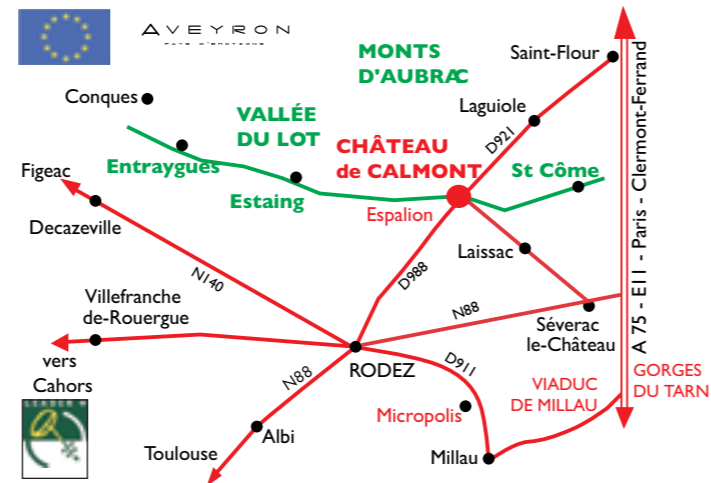 AVEYRON
MONTS
D'AUBRAC
Saint-Flour
Conques
Laguiole
VALLÉE
DU LOT
D921
CHÂTEAU
de CALMONT
St Côme
Figeac
Entraygues
Estaing
Espalion
Decazeville
Laissac
N140
D988
Villefranche
de-Rouergue
N88
Séverac
le-Château
A 75 - E11 - Paris - Clermont-Ferrand
vers
Cahors
RODEZ
D911
N88
VIADUC
DE MILLAU
GORGES
DU TARN
Micropolis
Albi
Toulouse
Millau